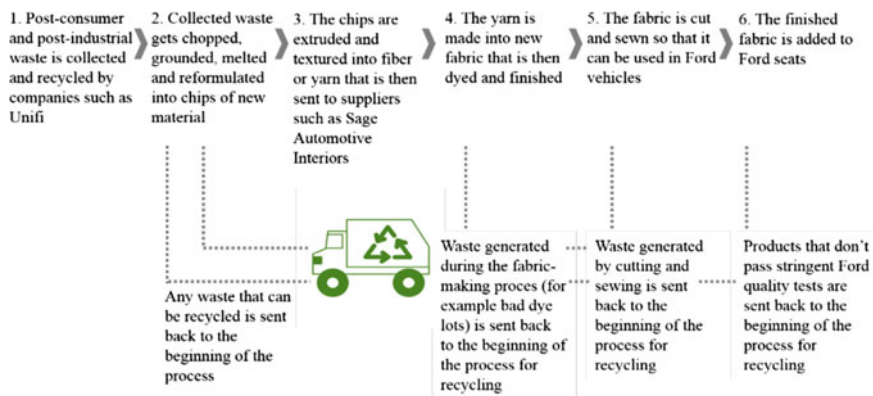 1. Post-consumer
and post-industrial
waste is collected
and recycled by
companies such as
Unifi
2. Collected waste
gets chopped,
grounded, melted
and reformulated
into chips of new
material
3. The chips are
extruded and
textured into fiber
or yarn that is then
sent to suppliers
such as Sage
Automotive
Interiors
4. The yarn is
made into new
fabric that is then
dyed and finished
5. The fabric is cut
and sewn so that it
can be used in Ford
vehicles
6. The finished
fabric is added to
Ford seats
Any waste that can
be recycled is sent
back to the
beginning of the
process
Waste generated
during the fabric-
making proces (for
example bad dye
lots) is sent back
to the beginning of
the process for
recycling
Waste generated
by cutting and
sewing is sent
back to the
beginning of the
process for
recycling
Products that don't
pass stringent Ford
quality tests are
sent back to the
beginning of the
process for
recycling